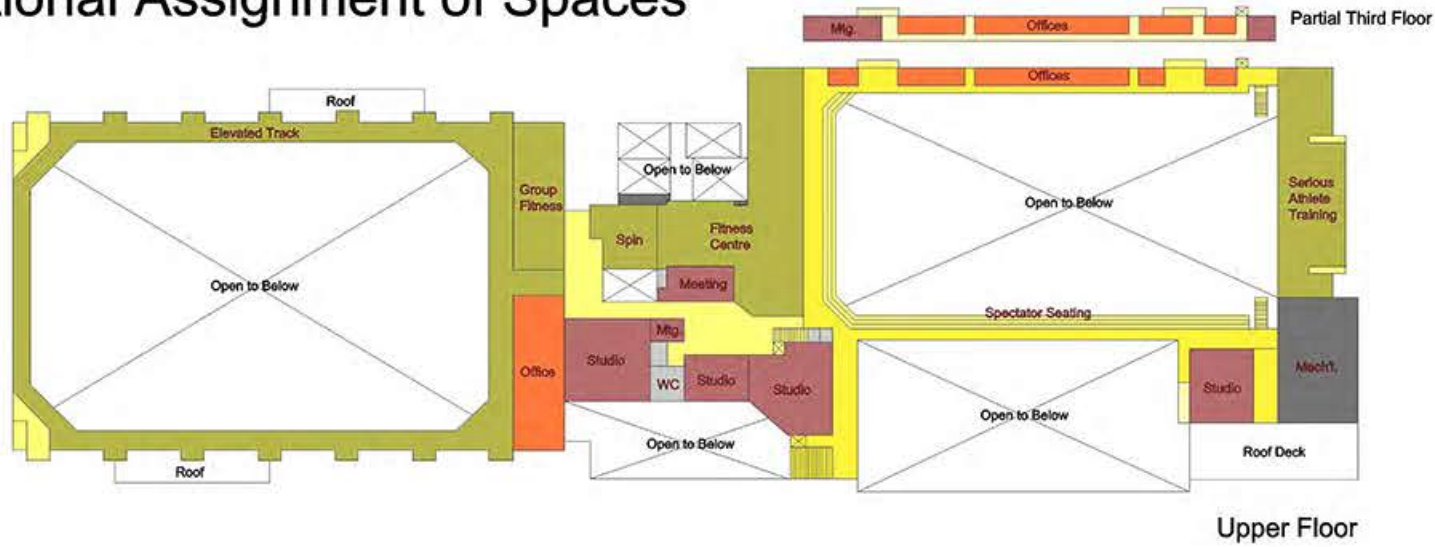 ional Assignment of Spaces
Partial Third Floor
Mtg.
Offices
Offices
Roof
Elevated Track
Open to Below
Group
Fitness
Serious
Athlete
Training
Open to Below
Spin
Fitness
Centre
Open to Below
Meeting
Spectator Seating
Mtg.
Studio
Office
WC
Studio
Studio
Studio
Mech'l.
Open to Below
Open to Below
Roof
Roof Deck
Upper Floor